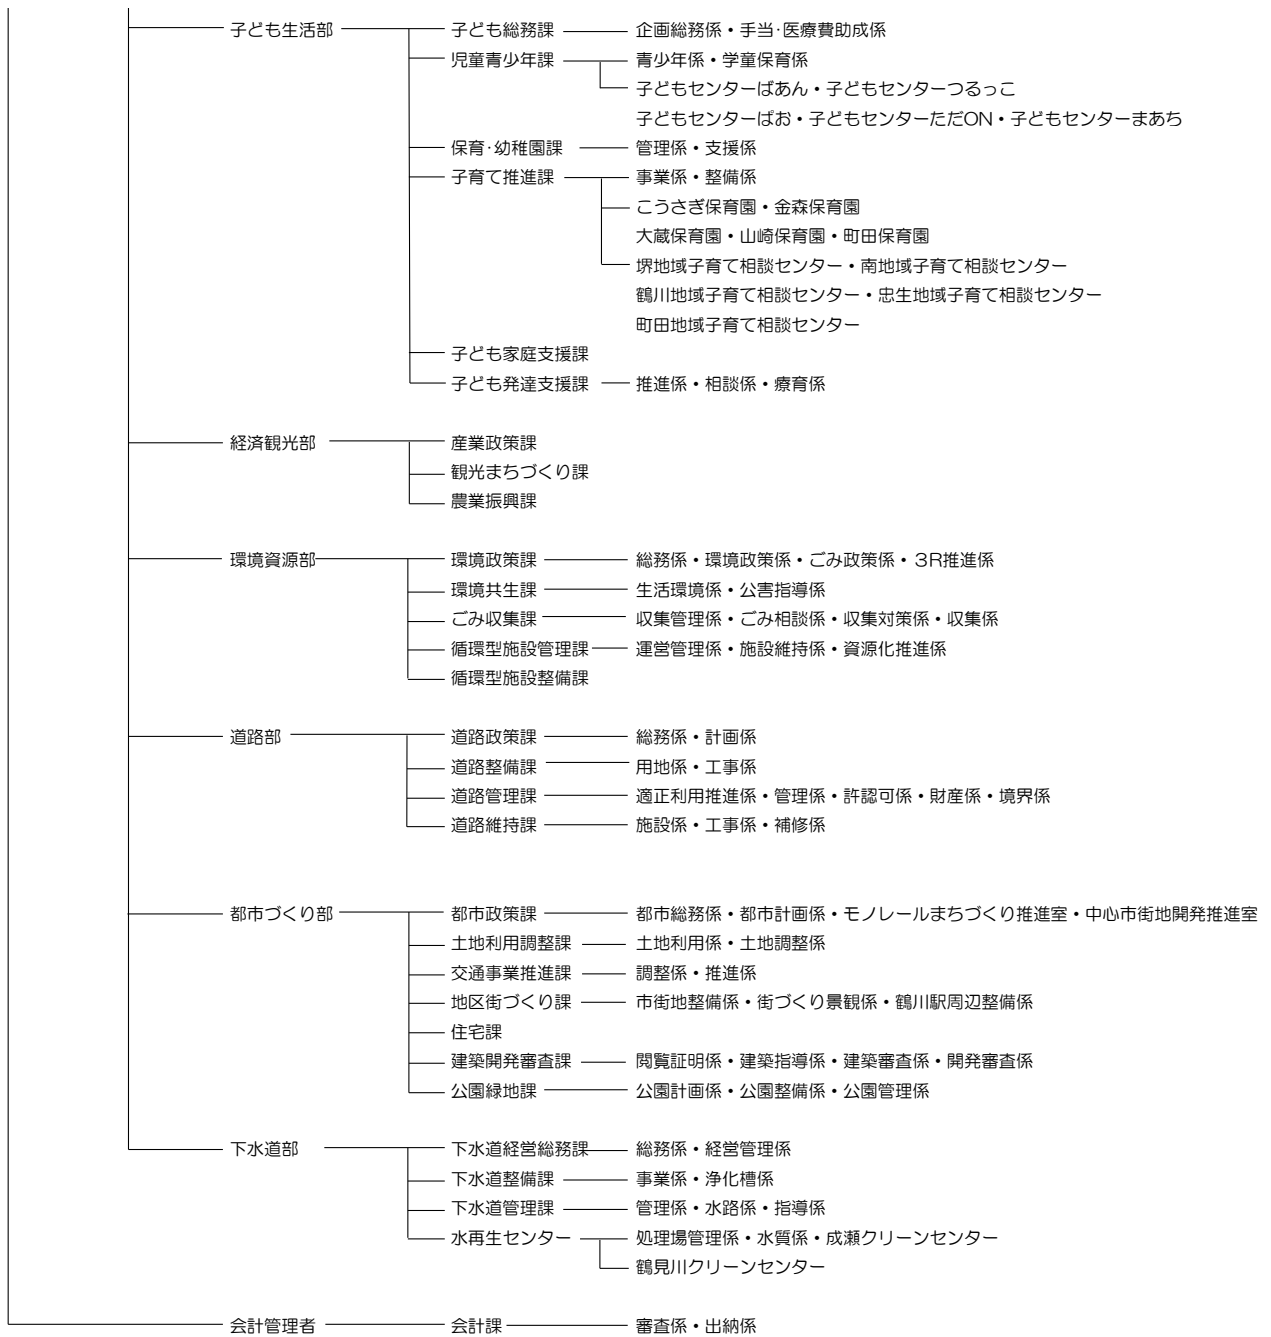 子ども生活部 子ども総務課 企画総務係・手当・医療費助成係
児童青少年課 青少年係・学童保育係
子どもセンターばあん・子どもセンターつるっこ
子どもセンターぱお・子どもセンターただON・子どもセンターまあち
保育・幼稚園課 管理係・支援係
子育て推進課 事業係・整備係
こうさぎ保育園・金森保育園
大蔵保育園・山崎保育園・町田保育園
堺地域子育て相談センター・南地域子育て相談センター
鶴川地域子育て相談センター・忠生地域子育て相談センター
町田地域子育て相談センター
子ども家庭支援課
子ども発達支援課 推進係・相談係・療育係
経済観光部 産業政策課
観光まちづくり課
農業振興課
環境資源部 環境政策課 総務係・環境政策係・ごみ政策係・3R推進係
環境共生課 生活環境係・公害指導係
ごみ収集課 収集管理係・ごみ相談係・収集対策係・収集係
循環型施設管理課 運営管理係・施設維持係・資源化推進係
循環型施設整備課
道路部 道路政策課 総務係・計画係
道路整備課 用地係・工事係
道路管理課 適正利用推進係・管理係・許認可係・財産係・境界係
道路維持課 施設係・工事係・補修係
都市づくり部 都市政策課 都市総務係・都市計画係・モノレールまちづくり推進室・中心市街地開発推進室
土地利用調整課 土地利用係・土地調整係
交通事業推進課 調整係・推進係
地区街づくり課 市街地整備係・街づくり景観係・鶴川駅周辺整備係
住宅課
建築開発審査課 閲覧証明係・建築指導係・建築審査係・開発審査係
公園緑地課 公園計画係・公園整備係・公園管理係
下水道部 下水道経営総務課 総務係・経営管理係
下水道整備課 事業係・浄化槽係
下水道管理課 管理係・水路係・指導係
水再生センター 処理場管理係・水質係・成瀬クリーンセンター
鶴見川クリーンセンター
会計管理者 会計課 審査係・出納係